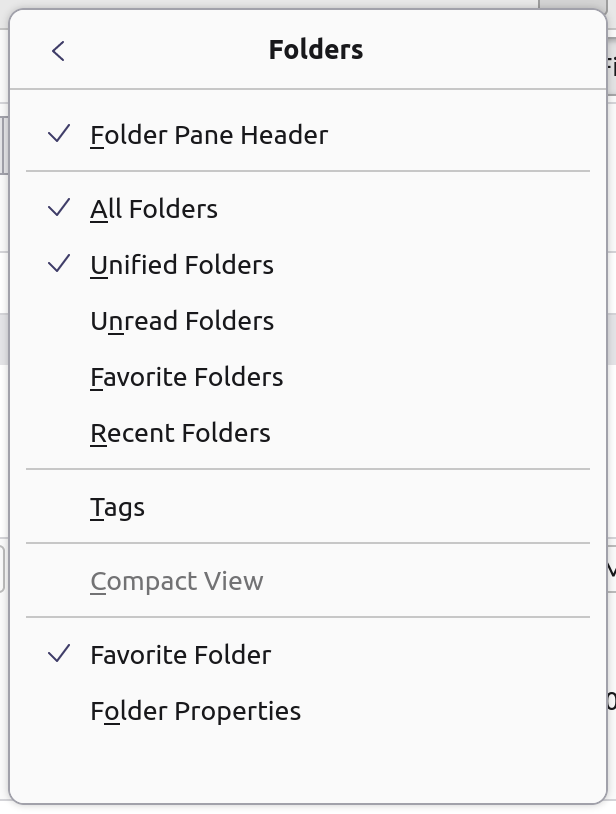 Folders
Folder Pane Header
All Folders
Unified Folders
Unread Folders
Favorite Folders
Recent Folders
Tags
Compact View
Favorite Folder
Folder Properties